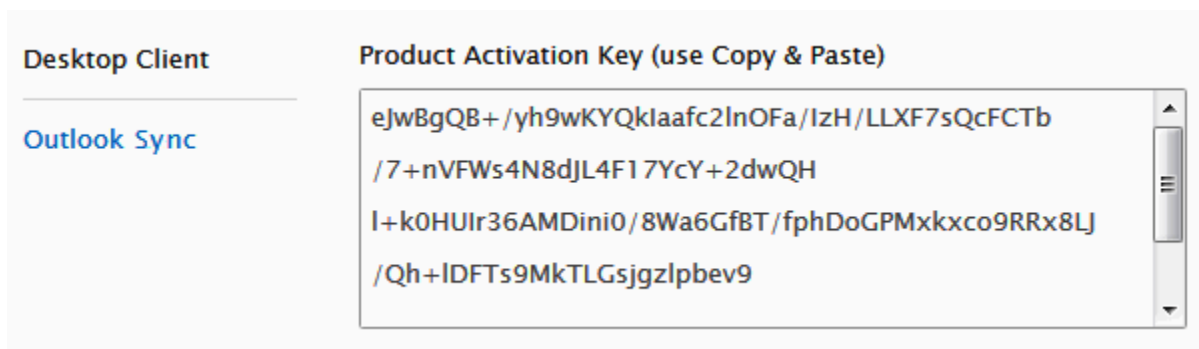 Desktop Client
Outlook Sync
Product Activation Key (use Copy & Paste)
eJwBgQB+/yh9wKYQkIaafc2lnOFa/IzH/LLXF7sQcFCTb
/7+nVFWs4N8dJL4F17YcY+2dwQH
l+k0HUIr36AMDini0/8Wa6GfBT/fphDoGPMxkxco9RRx8LJ
/Qh+lDFTs9MkTLGsjgzlpbev9